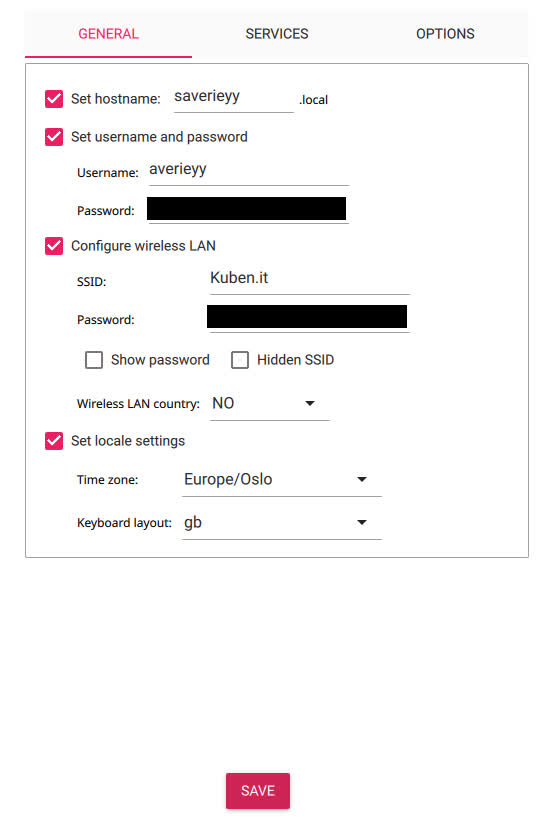 GENERAL SERVICES OPTIONS
Set hostname: saverieyy .local
Set username and password
Username: averieyy
Password:
Configure wireless LAN
SSID: Kuben.it
Password:
Show password Hidden SSID
Wireless LAN country: NO
Set locale settings
Time zone: Europe/Oslo
Keyboard layout: gb
SAVE